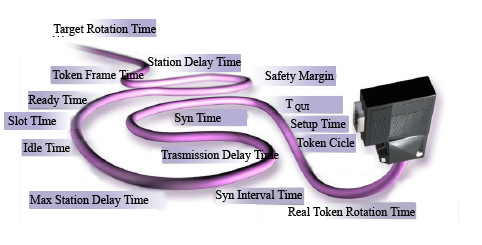 Target Rotation Time
Station Delay Time
Token Frame Time
Safety Margin
Ready Time
T QUI
Slot TIme
Syn Time
Setup Time
Token Cicle
Idle Time
Trasmission Delay Time
Max Station Delay Time
Syn Interval Time
Real Token Rotation Time